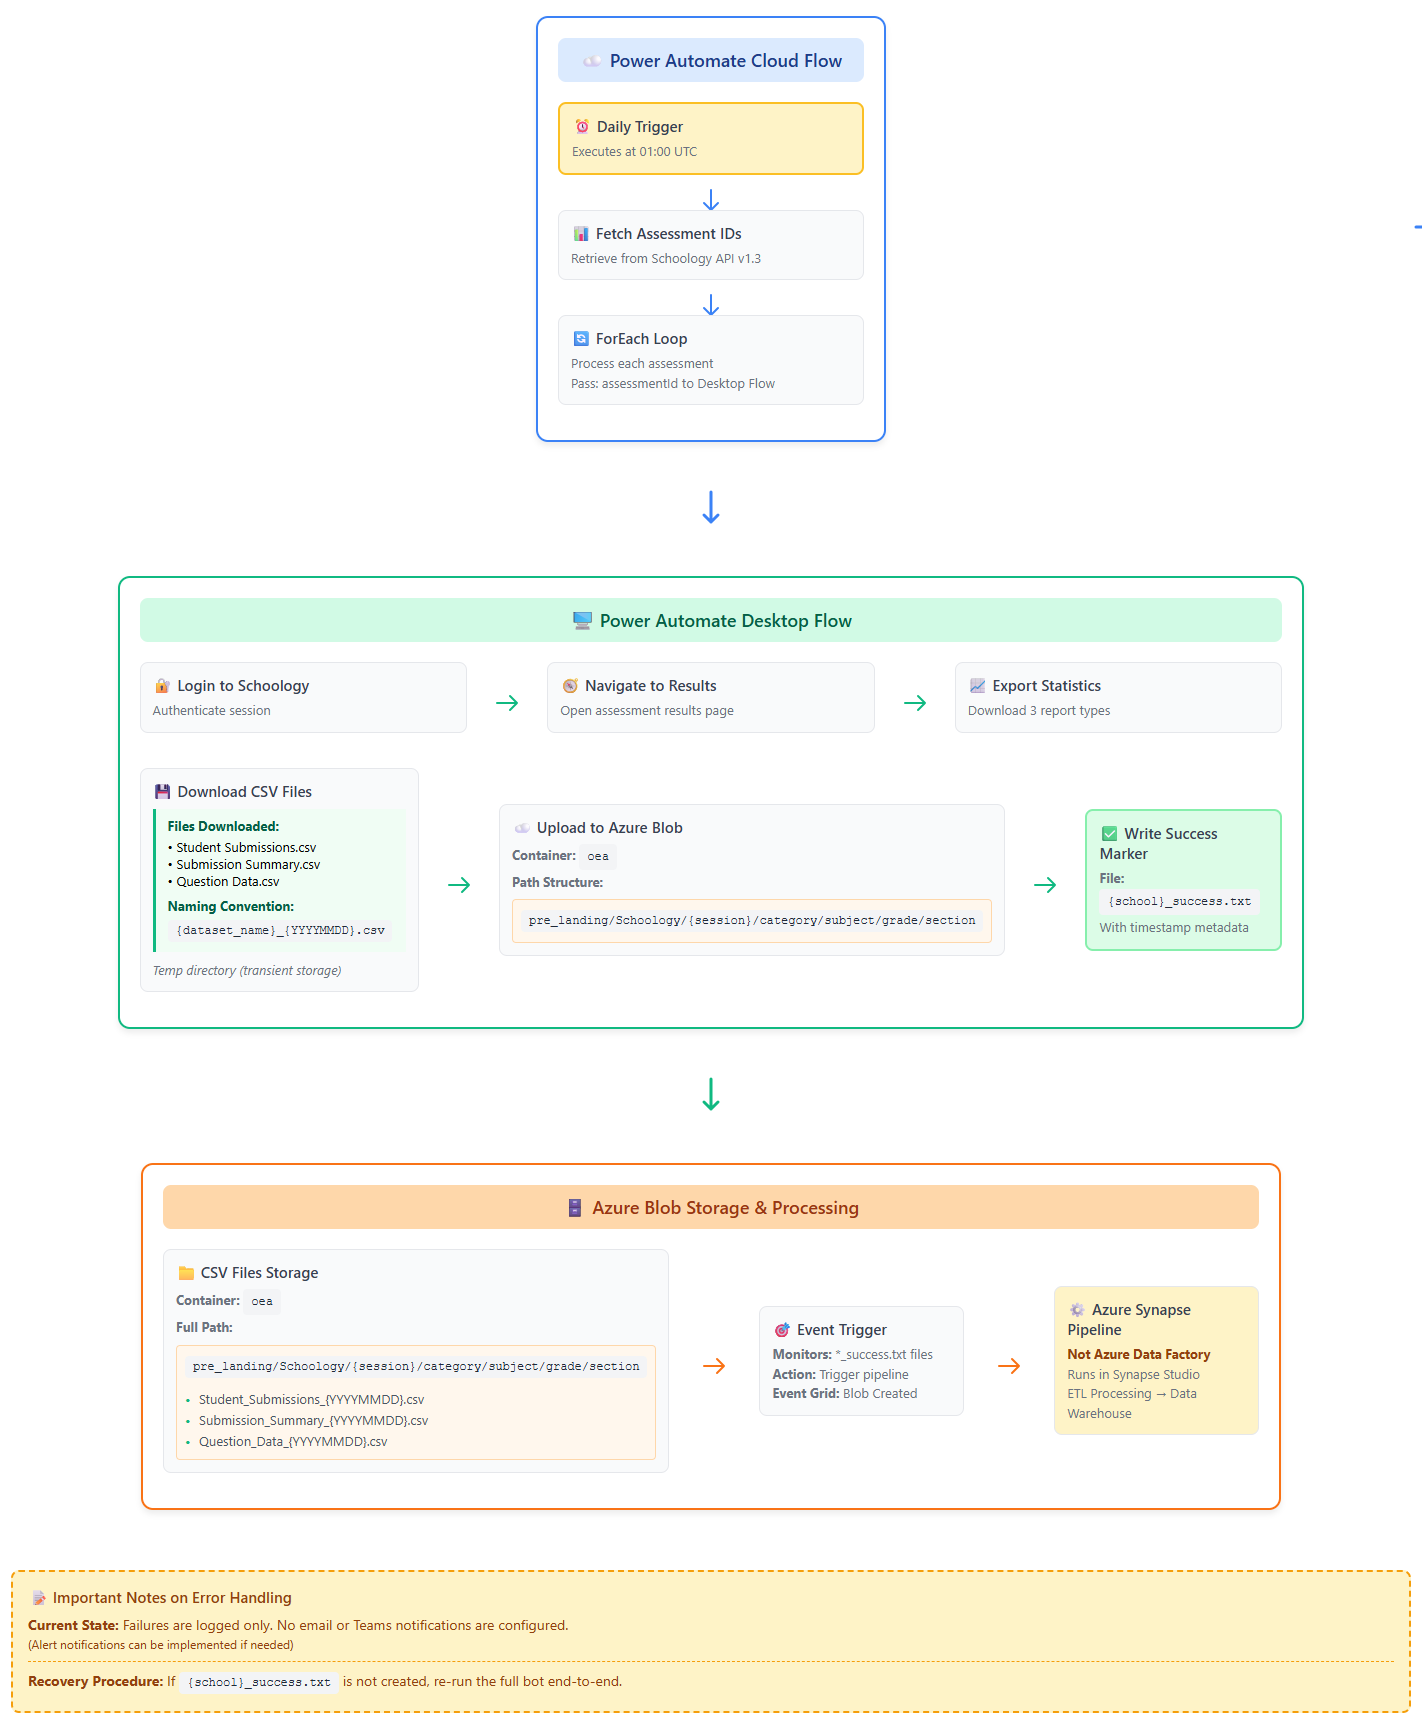 Power Automate Cloud Flow
Daily Trigger
Executes at 01:00 UTC
Fetch Assessment IDs
Retrieve from Schoology API v1.3
ForEach Loop
Process each assessment
Pass: assessmentId to Desktop Flow
Power Automate Desktop Flow
Login to Schoology
Authenticate session
Navigate to Results
Open assessment results page
Export Statistics
Download 3 report types
Download CSV Files
Files Downloaded:
• Student Submissions.csv
• Submission Summary.csv
• Question Data.csv
Naming Convention:
{dataset_name}_{YYYYMMDD}.csv
Temp directory (transient storage)
Upload to Azure Blob
Container: oea
Path Structure:
pre_landing/Schoology/{session}/category/subject/grade/section
Write Success
Marker
File:
{school}_success.txt
With timestamp metadata
Azure Blob Storage & Processing
CSV Files Storage
Container: oea
Full Path:
pre_landing/Schoology/{session}/category/subject/grade/section
• Student_Submissions_{YYYYMMDD}.csv
• Submission_Summary_{YYYYMMDD}.csv
• Question_Data_{YYYYMMDD}.csv
Event Trigger
Monitors: *_success.txt files
Action: Trigger pipeline
Event Grid: Blob Created
Azure Synapse
Pipeline
Not Azure Data Factory
Runs in Synapse Studio
ETL Processing → Data
Warehouse
Important Notes on Error Handling
Current State: Failures are logged only. No email or Teams notifications are configured.
(Alert notifications can be implemented if needed)
Recovery Procedure: If {school}_success.txt is not created, re-run the full bot end-to-end.